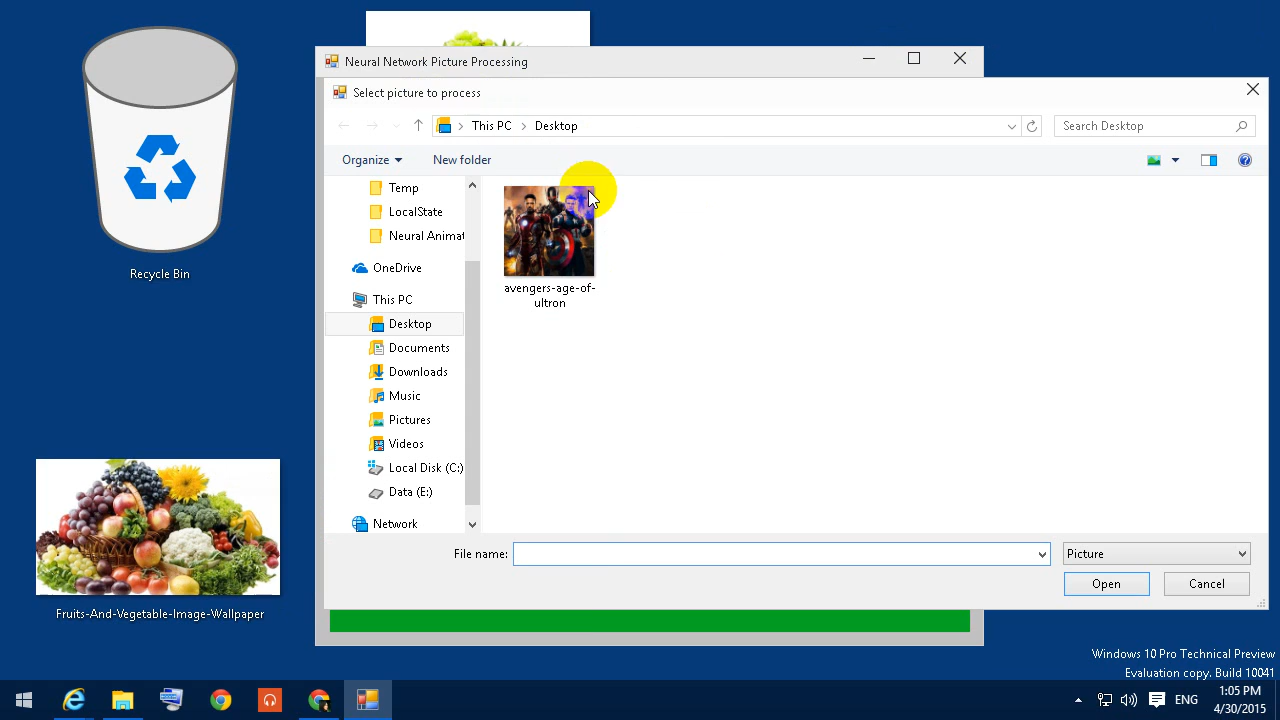 Recycle Bin
Fruits-And-Vegetable-Image-Wallpaper
Neural Network Picture Processing
Select picture to process
This PC
Desktop
Search Desktop
Organize
New folder
Temp
LocalState
Neural Animat
OneDrive
This PC
Desktop
Documents
Downloads
Music
Pictures
Videos
Local Disk (C:)
Data (E:)
Network
avengers-age-of-
ultron
File name:
Picture
Open
Cancel
Windows 10 Pro Technical Preview
Evaluation copy. Build 10041
ENG
1:05 PM
4/30/2015